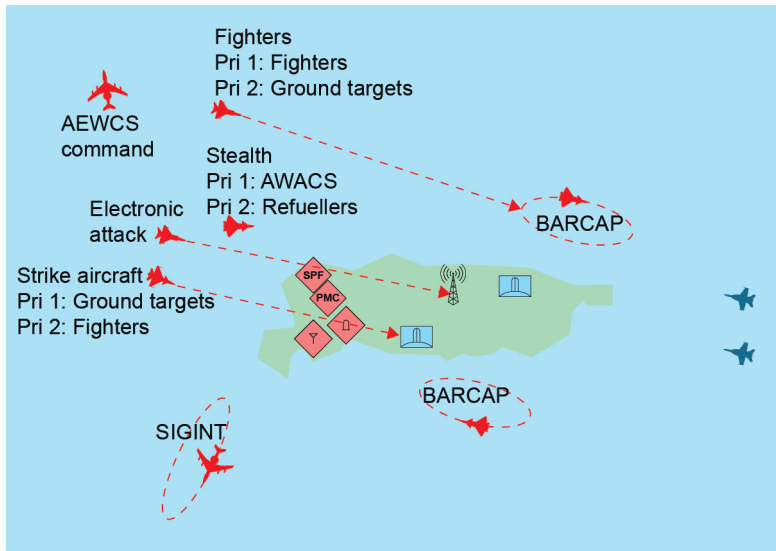 Fighters
Pri 1: Fighters
Pri 2: Ground targets
AEWCS
command
Stealth
Pri 1: AWACS
Pri 2: Refuellers
BARCAP
Electronic
attack
Strike aircraft
Pri 1: Ground targets
Pri 2: Fighters
SPF
PMC
BARCAP
SIGINT